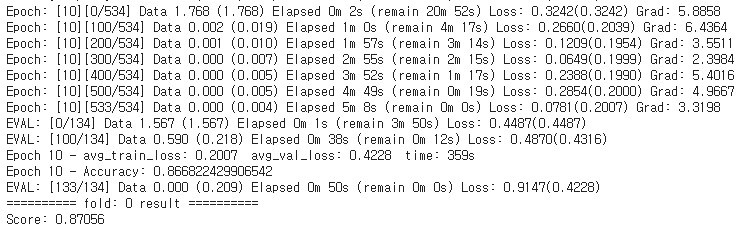 Epoch: [10][0/534] Data 1.768 (1.768) Elapsed 0m 2s (remain 20m 52s) Loss: 0.3242(0.3242) Grad: 5.8858
Epoch: [10][100/534] Data 0.002 (0.019) Elapsed 1m 0s (remain 4m 17s) Loss: 0.2660(0.2039) Grad: 6.4364
Epoch: [10][200/534] Data 0.001 (0.010) Elapsed 1m 57s (remain 3m 14s) Loss: 0.1209(0.1954) Grad: 3.5511
Epoch: [10][300/534] Data 0.000 (0.007) Elapsed 2m 55s (remain 2m 15s) Loss: 0.0649(0.1999) Grad: 2.3984
Epoch: [10][400/534] Data 0.000 (0.005) Elapsed 3m 52s (remain 1m 17s) Loss: 0.2388(0.1990) Grad: 5.4016
Epoch: [10][500/534] Data 0.000 (0.005) Elapsed 4m 49s (remain 0m 19s) Loss: 0.2854(0.2000) Grad: 4.9667
Epoch: [10][533/534] Data 0.000 (0.004) Elapsed 5m 8s (remain 0m 0s) Loss: 0.0781(0.2007) Grad: 3.3198
EVAL: [0/134] Data 1.567 (1.567) Elapsed 0m 1s (remain 3m 50s) Loss: 0.4487(0.4487)
EVAL: [100/134] Data 0.590 (0.218) Elapsed 0m 38s (remain 0m 12s) Loss: 0.4870(0.4316)
Epoch 10 - avg_train_loss: 0.2007  avg_val_loss: 0.4228  time: 359s
Epoch 10 - Accuracy: 0.866822429906542
EVAL: [133/134] Data 0.000 (0.209) Elapsed 0m 50s (remain 0m 0s) Loss: 0.9147(0.4228)
========== fold: 0 result ==========
Score: 0.87056